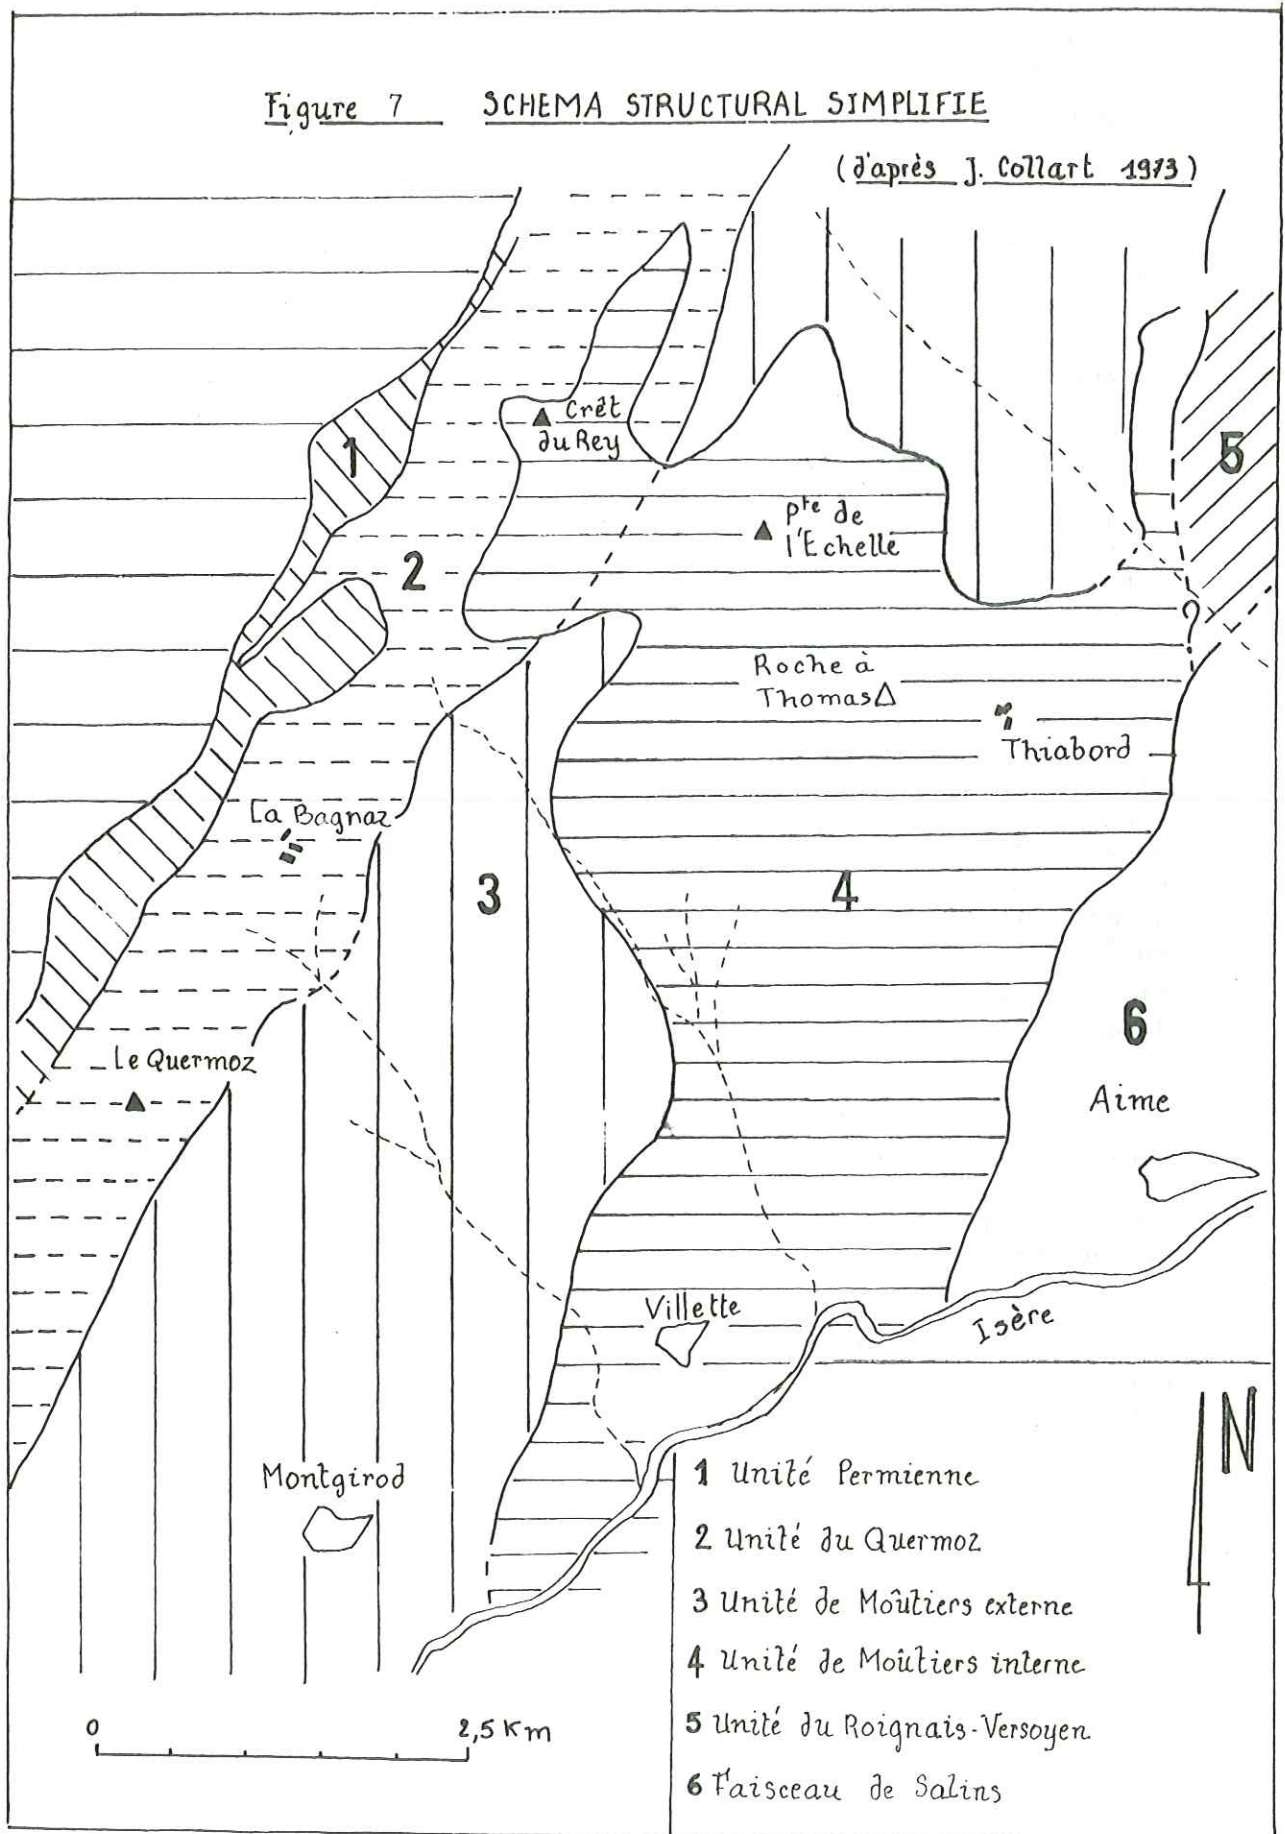 Figure 7 SCHEMA STRUCTURAL SIMPLIFIE
(d'après J. Collart 1973)
1
Crêt
du Rey
5
Pte de
l'Echelle
2
Roche à
Thomas
Thiabord
La Bagnaz
3
4
6
Le Quermoz
Aime
Villette
Isère
N
Montgirod
1 Unité Permienne
2 Unité du Quermoz
3 Unité de Moûtiers externe
4 Unité de Moûtiers interne
5 Unité du Roignais-Versoyen
6 Faisceau de Salins
0 2,5 Km
?